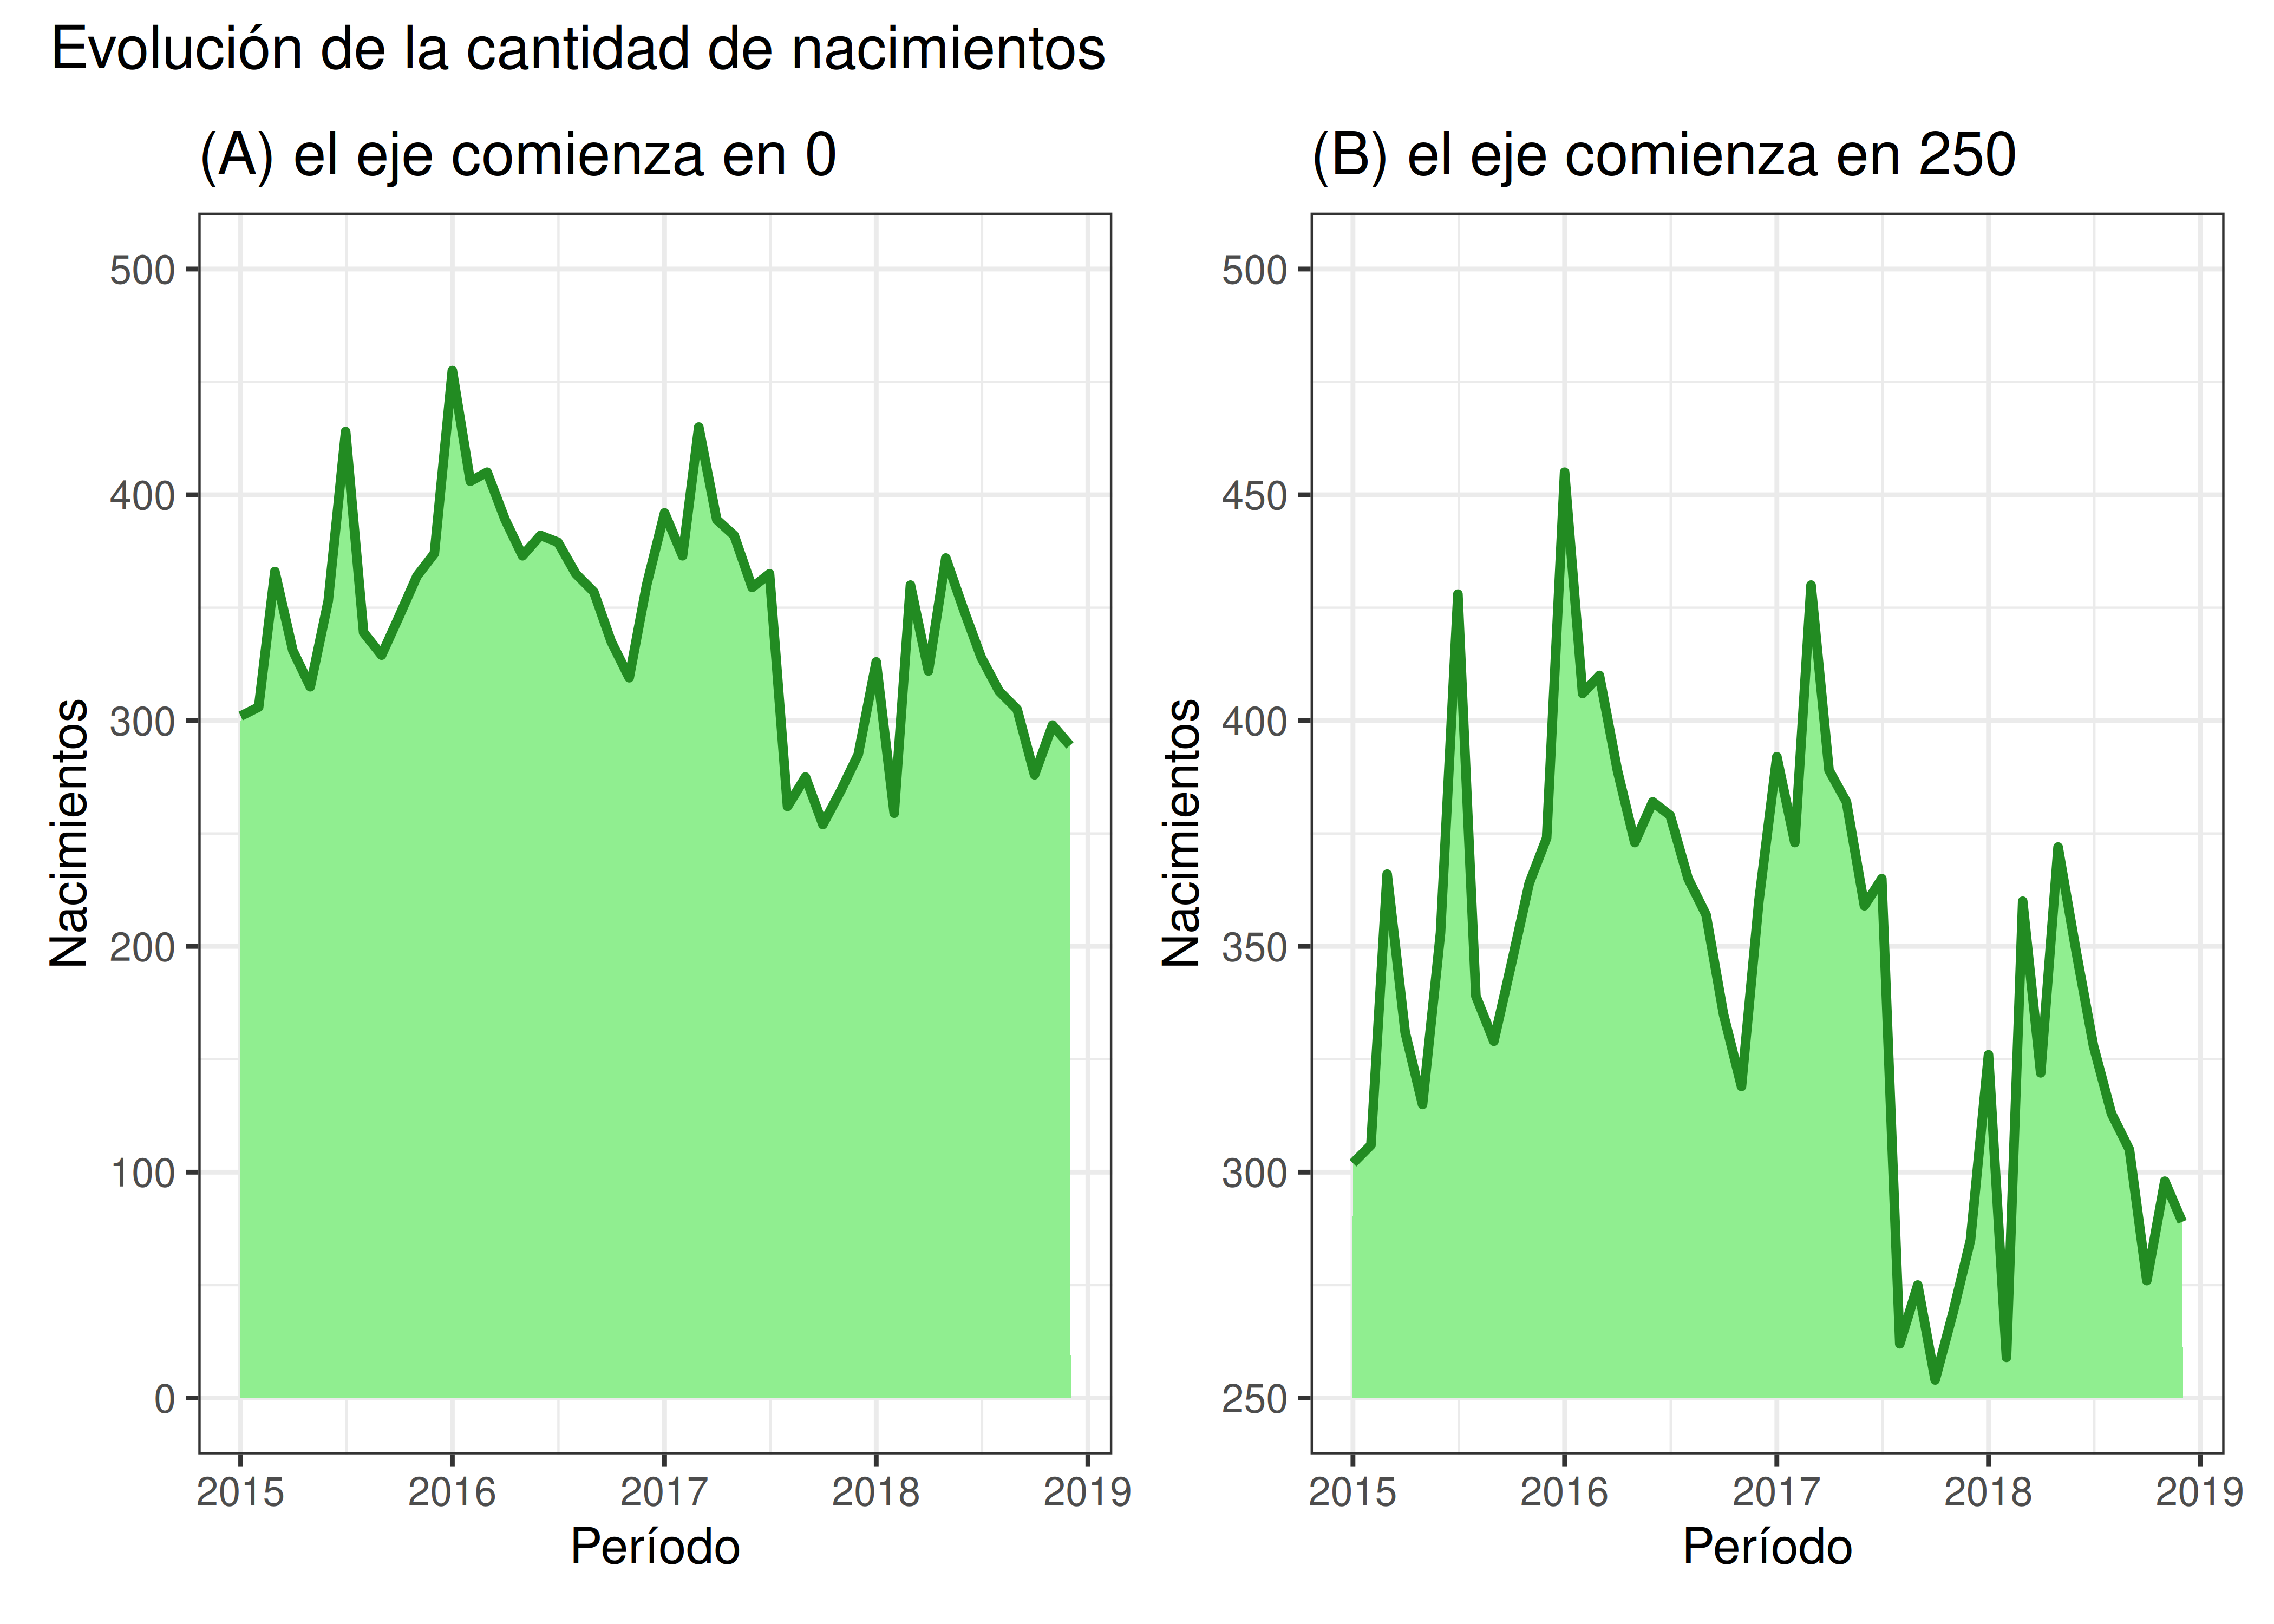 Evolución de la cantidad de nacimientos
(A) el eje comienza en 0
Nacimientos
500
400
300
200
100
0
2015 2016 2017 2018 2019
Período
(B) el eje comienza en 250
Nacimientos
500
450
400
350
300
250
2015 2016 2017 2018 2019
Período